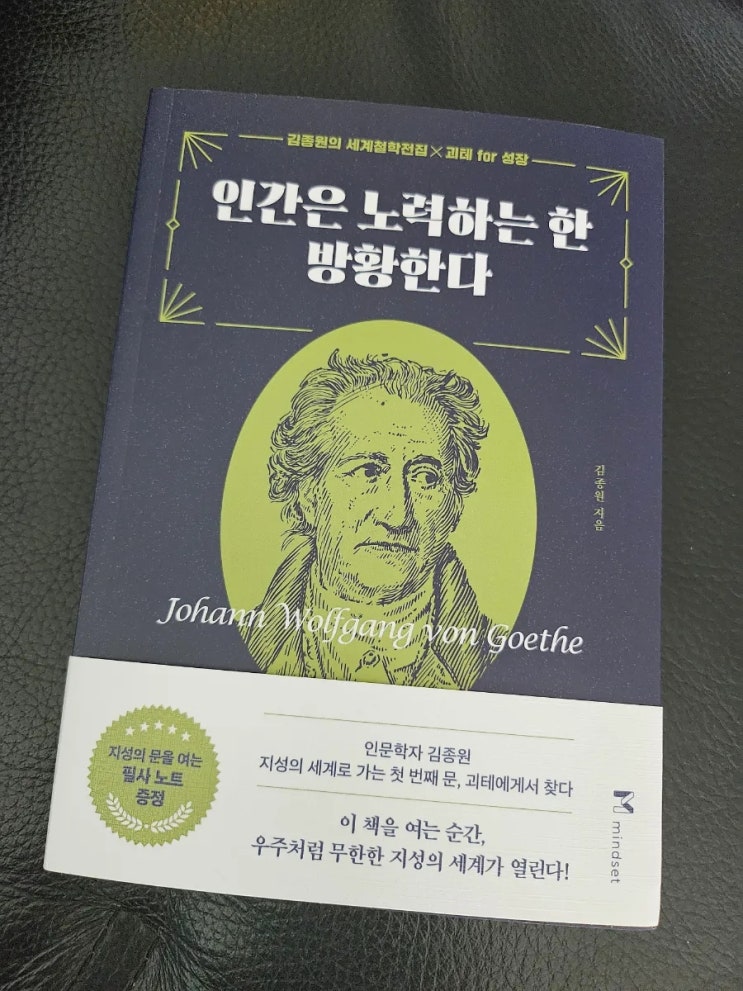 김종원의 세계철학전집×괴테 for 성장
인간은 노력하는 한
방황한다
김종원 지음
Johann Wolfgang von Goethe
지성의 문을 여는
필사 노트
증정
인문학자 김종원
지성의 세계로 가는 첫 번째 문, 괴테에게서 찾다
이 책을 여는 순간,
우주처럼 무한한 지성의 세계가 열린다!
mindset